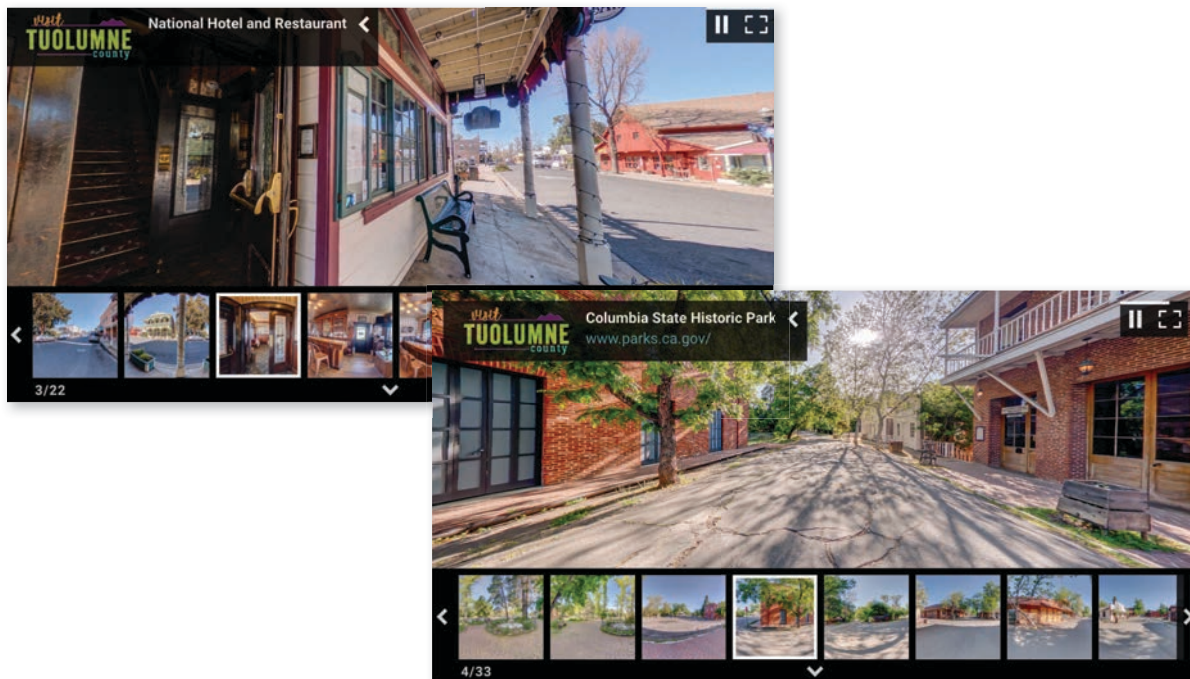 visit
TUOLUMNE
county
National Hotel and Restaurant
3/22
visit
TUOLUMNE
county
Columbia State Historic Park
www.parks.ca.gov/
4/33